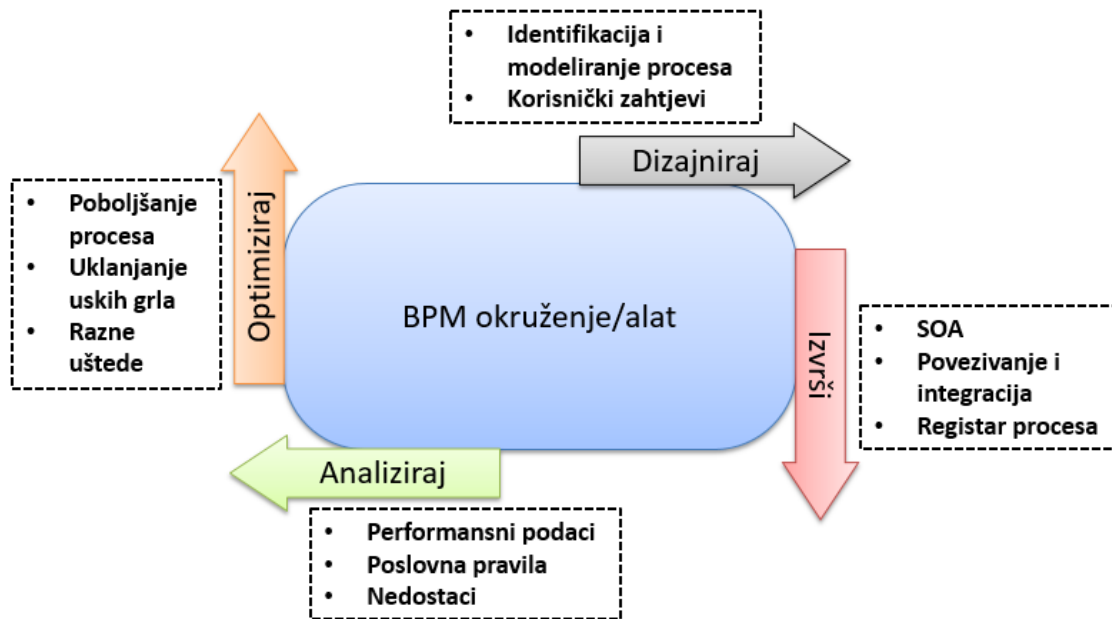 • Identifikacija i
modeliranje procesa
• Korisnički zahtjevi
Dizajniraj
• Poboljšanje
procesa
• Uklanjanje
uskih grla
• Razne
uštede
Optimiziraj
BPM okruženje/alat
Izvrši
• SOA
• Povezivanje i
integracija
• Registar procesa
Analiziraj
• Performansni podaci
• Poslovna pravila
• Nedostaci